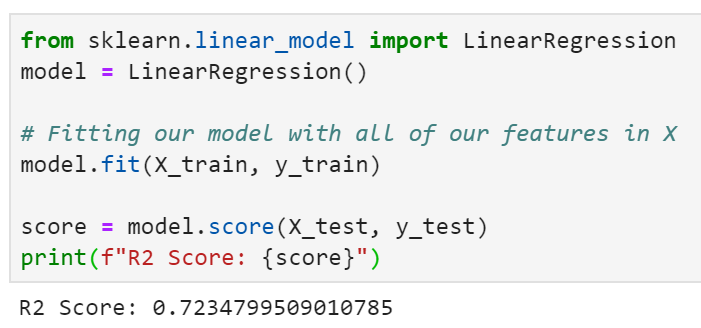 from sklearn.linear_model import LinearRegression
model = LinearRegression()
# Fitting our model with all of our features in X
model.fit(X_train, y_train)
score = model.score(X_test, y_test)
print(f"R2 Score: {score}")
R2 Score: 0.7234799509010785